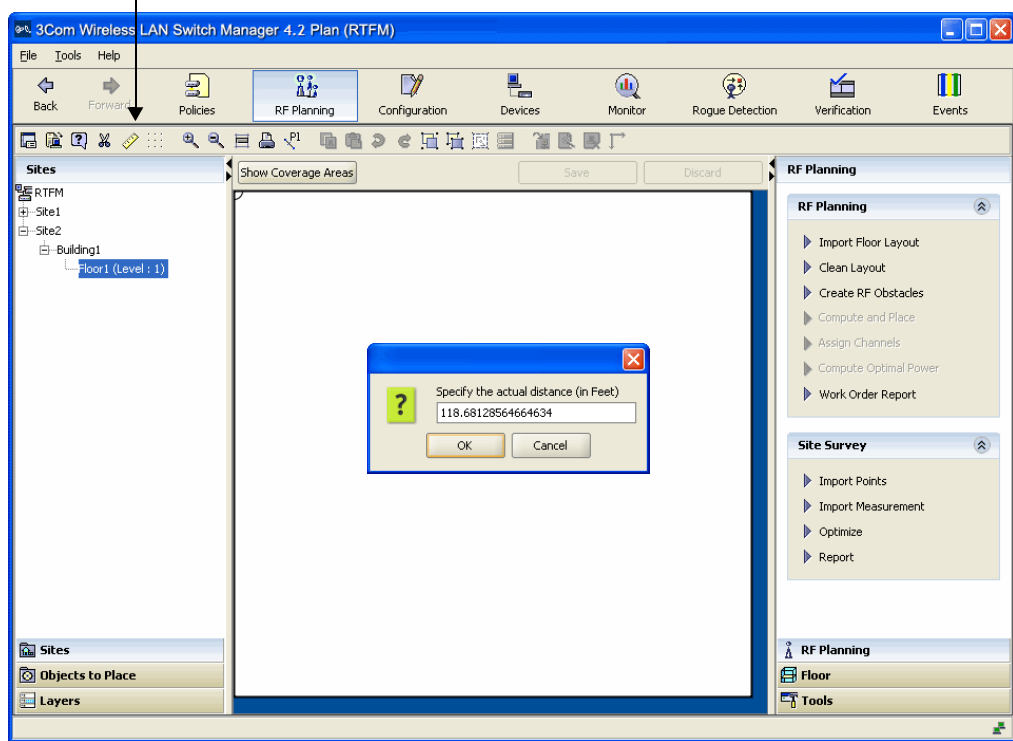 3Com Wireless LAN Switch Manager 4.2 Plan (RTFM)
File Tools Help
Back Forward Policies RF Planning Configuration Devices Monitor Rogue Detection Verification Events
Sites
RTFM
Site1
Site2
Building1
Floor1 (Level : 1)
Sites
Objects to Place
Layers
Show Coverage Areas Save Discard
Specify the actual distance (in Feet)
118.68128564664634
OK Cancel
RF Planning
RF Planning
Import Floor Layout
Clean Layout
Create RF Obstacles
Compute and Place
Assign Channels
Compute Optimal Power
Work Order Report
Site Survey
Import Points
Import Measurement
Optimize
Report
RF Planning
Floor
Tools